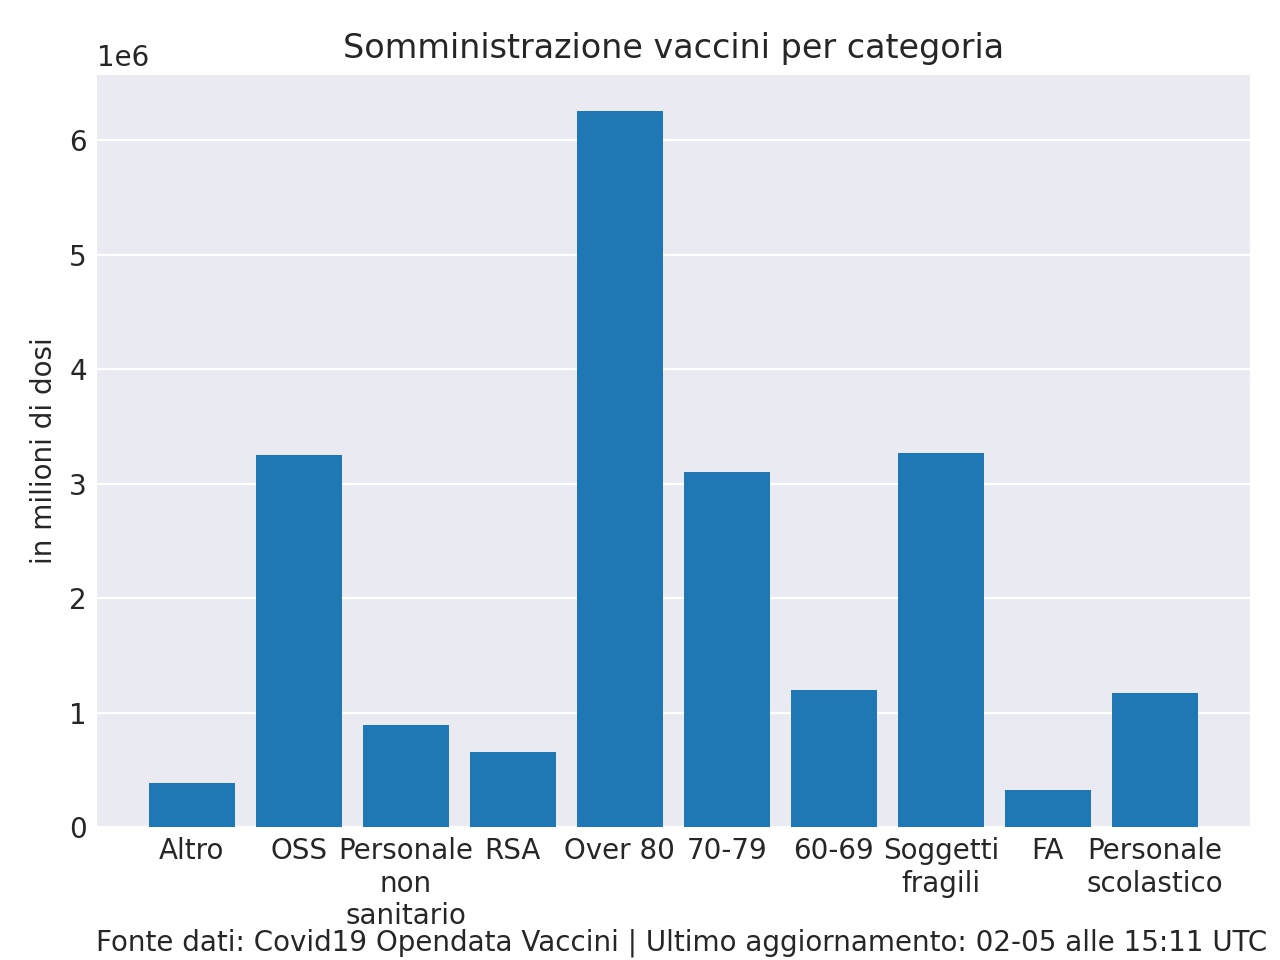 Somministrazione vaccini per categoria
1e6
6
5
4
3
2
1
0
in milioni di dosi
Altro
OSS
Personale
non
sanitario
RSA
Over 80
70-79
60-69
Soggetti
fragili
FA
Personale
scolastico
Fonte dati: Covid19 Opendata Vaccini | Ultimo aggiornamento: 02-05 alle 15:11 UTC